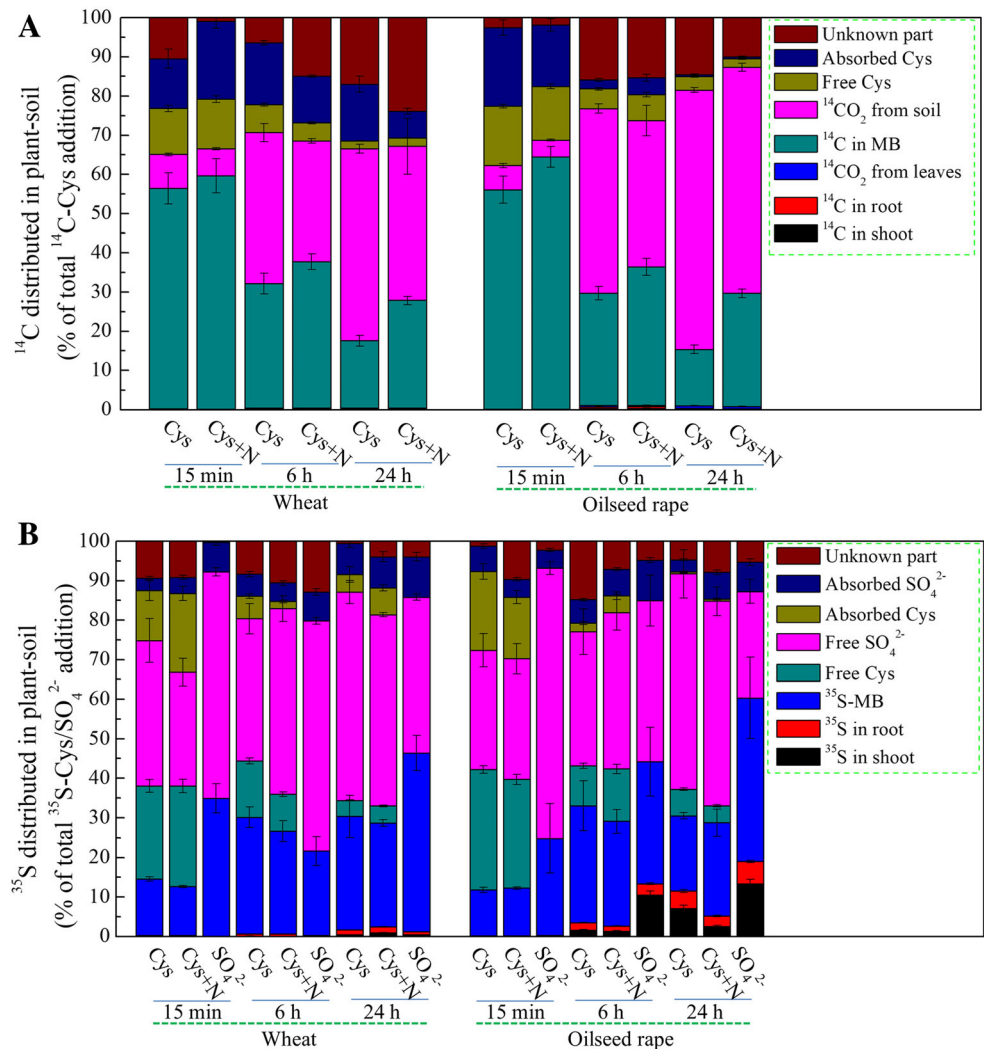 A
100
80
60
40
30
20
10
0
¹⁴C distributed in plant-soil
(% of total ¹⁴C-Cys addition)
Cys Cys+N Cys Cys+N Cys Cys+N Cys Cys+N Cys Cys+N Cys Cys+N
15 min 6 h 24 h 15 min 6 h 24 h
Wheat Oilseed rape
Unknown part
Absorbed Cys
Free Cys
¹⁴CO₂ from soil
¹⁴C in MB
¹⁴CO₂ from leaves
¹⁴C in root
¹⁴C in shoot
B
100
90
80
70
60
50
40
30
20
10
0
³⁵S distributed in plant-soil
(% of total ³⁵S-Cys/SO₄²⁻ addition)
Cys Cys+N SO₄²⁻ Cys Cys+N SO₄²⁻ Cys Cys+N SO₄²⁻ Cys Cys+N SO₄²⁻ Cys Cys+N SO₄²⁻ Cys Cys+N SO₄²⁻
15 min 6 h 24 h 15 min 6 h 24 h
Wheat Oilseed rape
Unknown part
Absorbed SO₄²⁻
Absorbed Cys
Free SO₄²⁻
Free Cys
³⁵S-MB
³⁵S in root
³⁵S in shoot